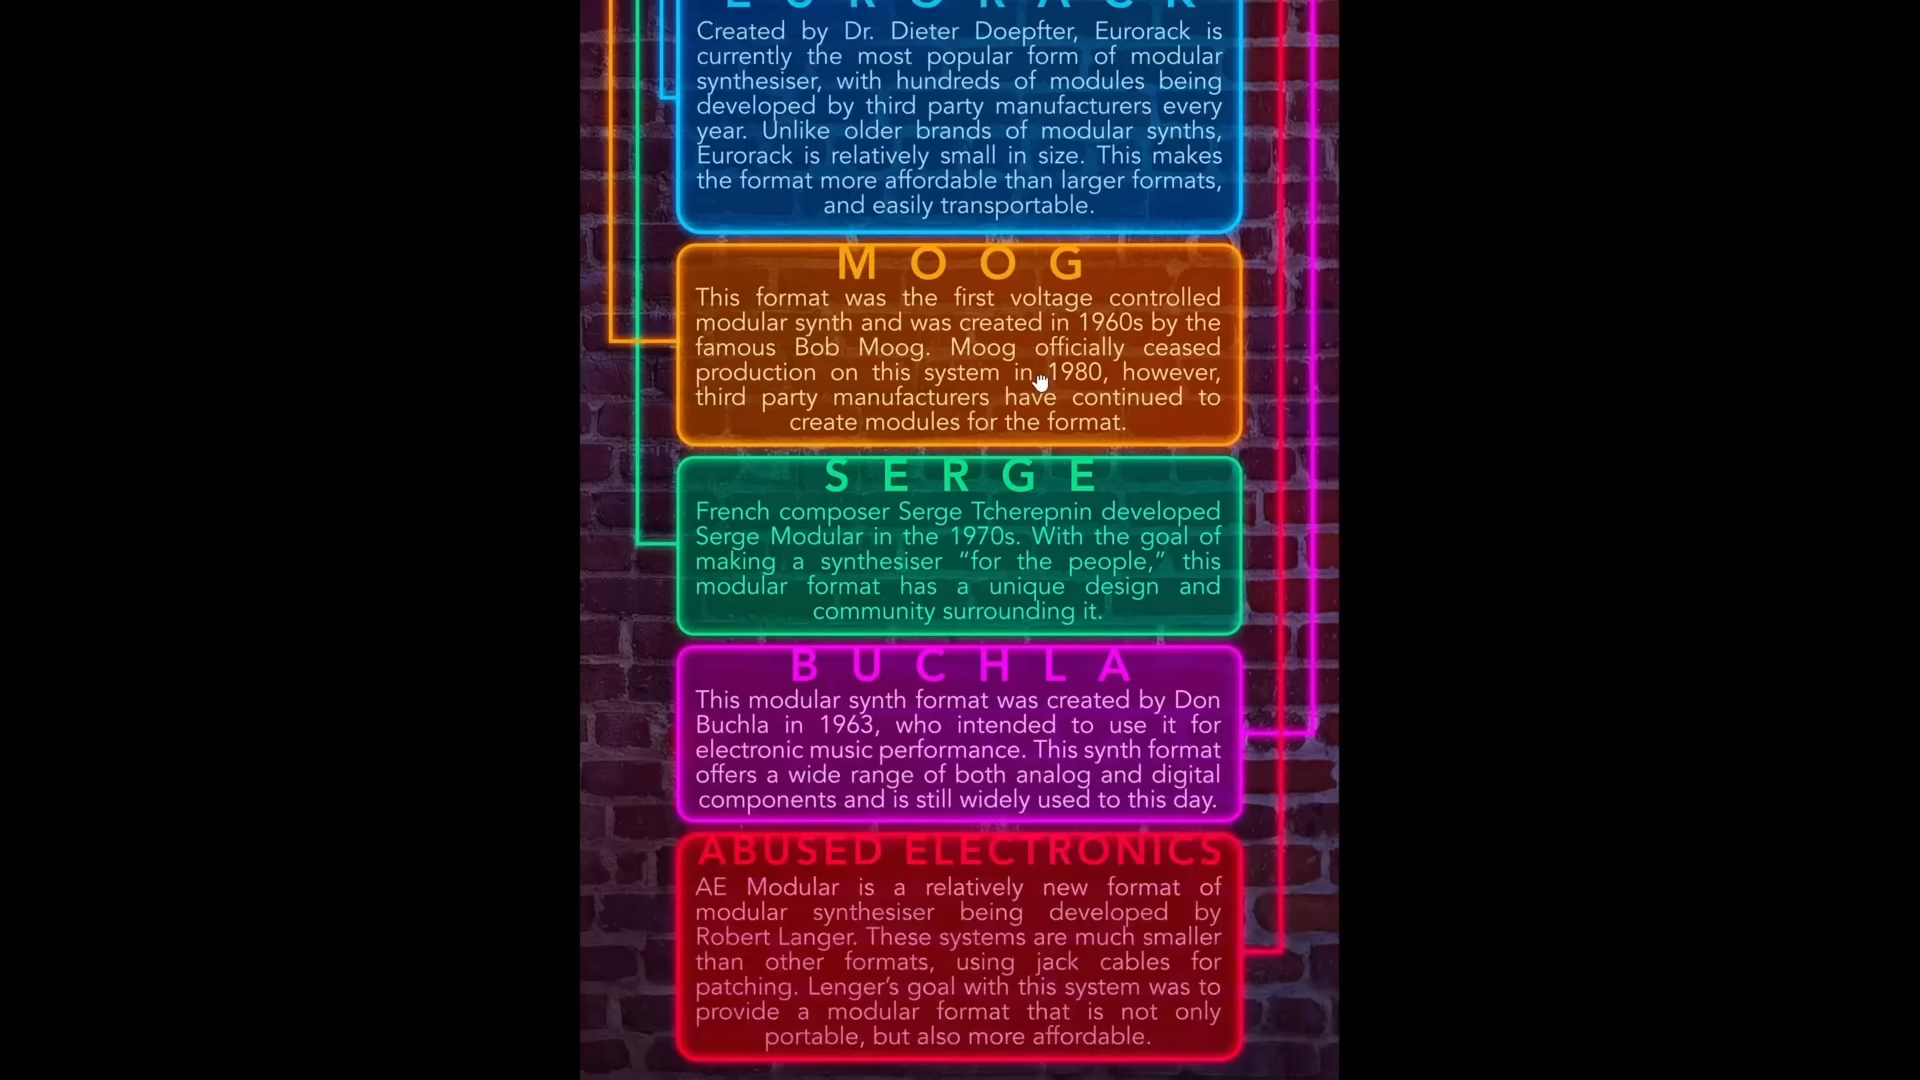 EURORACK
Created by Dr. Dieter Doepfter, Eurorack is
currently the most popular form of modular
synthesiser, with hundreds of modules being
developed by third party manufacturers every
year. Unlike older brands of modular synths,
Eurorack is relatively small in size. This makes
the format more affordable than larger formats,
and easily transportable.
MOOG
This format was the first voltage controlled
modular synth and was created in 1960s by the
famous Bob Moog. Moog officially ceased
production on this system in 1980, however,
third party manufacturers have continued to
create modules for the format.
SERGE
French composer Serge Tcherepnin developed
Serge Modular in the 1970s. With the goal of
making a synthesiser “for the people,” this
modular format has a unique design and
community surrounding it.
BUCHLA
This modular synth format was created by Don
Buchla in 1963, who intended to use it for
electronic music performance. This synth format
offers a wide range of both analog and digital
components and is still widely used to this day.
ABUSED ELECTRONICS
AE Modular is a relatively new format of
modular synthesiser being developed by
Robert Langer. These systems are much smaller
than other formats, using jack cables for
patching. Lenger’s goal with this system was to
provide a modular format that is not only
portable, but also more affordable.